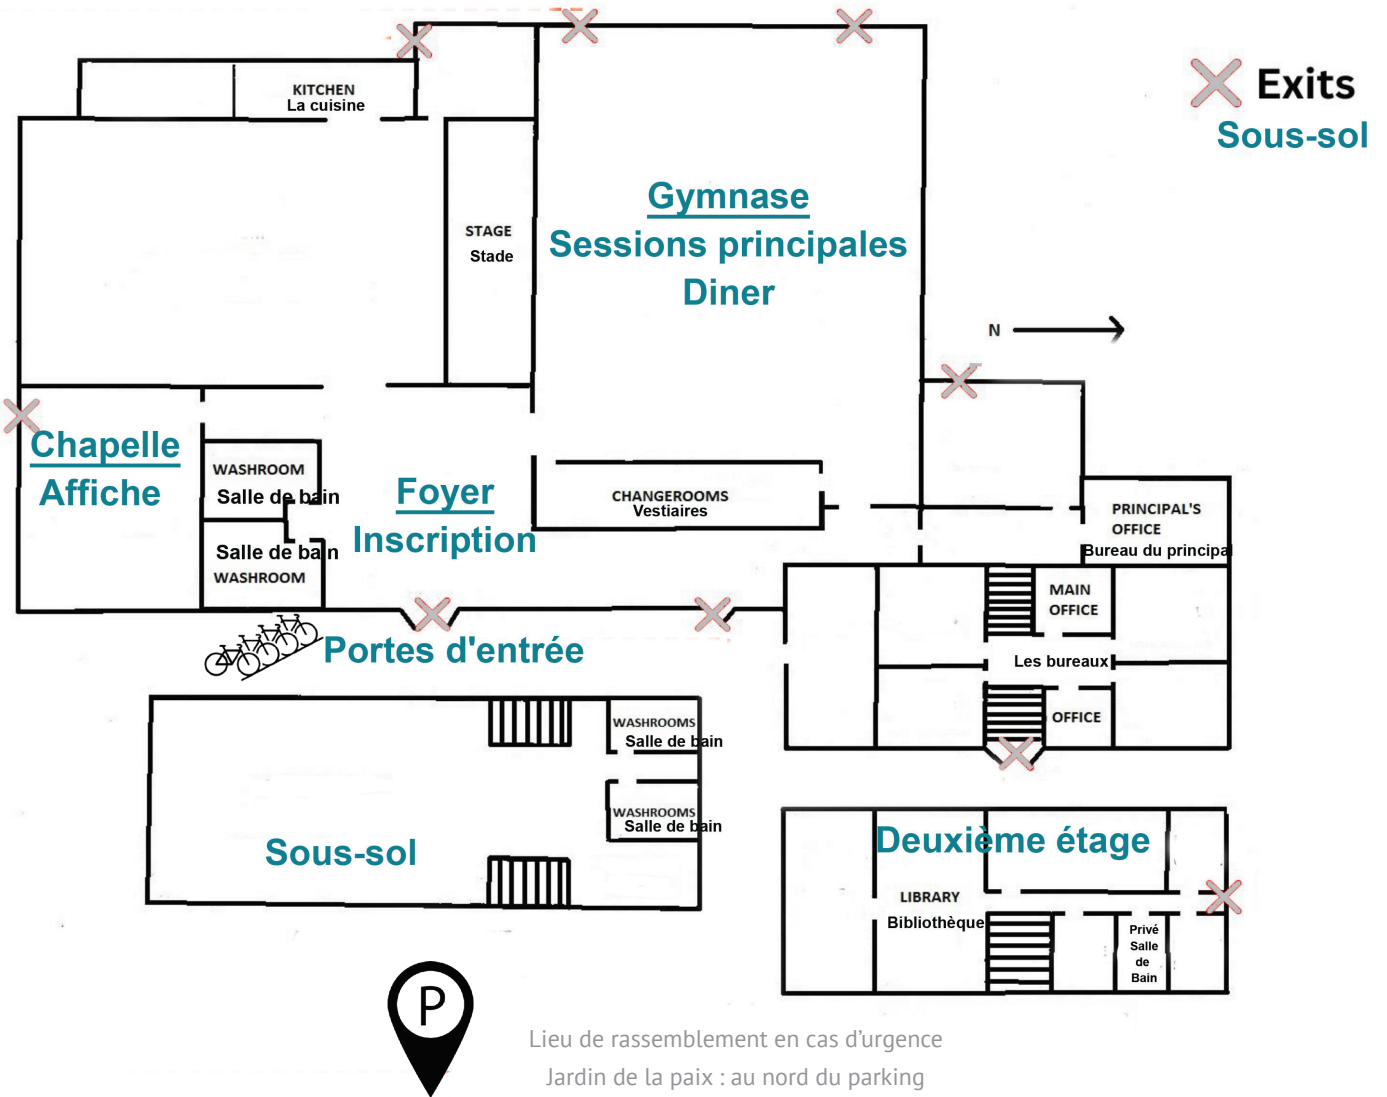 KITCHEN
La cuisine
Exits
Sous-sol
Gymnase
Sessions principales
Diner
STAGE
Stade
N
Chapelle
Affiche
WASHROOM
Salle de bain
Salle de bain
WASHROOM
Foyer
Inscription
CHANGEROOMS
Vestiaires
PRINCIPAL'S
OFFICE
Bureau du principal
MAIN
OFFICE
Les bureaux
OFFICE
Portes d'entrée
WASHROOMS
Salle de bain
WASHROOMS
Salle de bain
Sous-sol
Deuxième étage
LIBRARY
Bibliothèque
Privé
Salle
de
Bain
P
Lieu de rassemblement en cas d'urgence
Jardin de la paix : au nord du parking